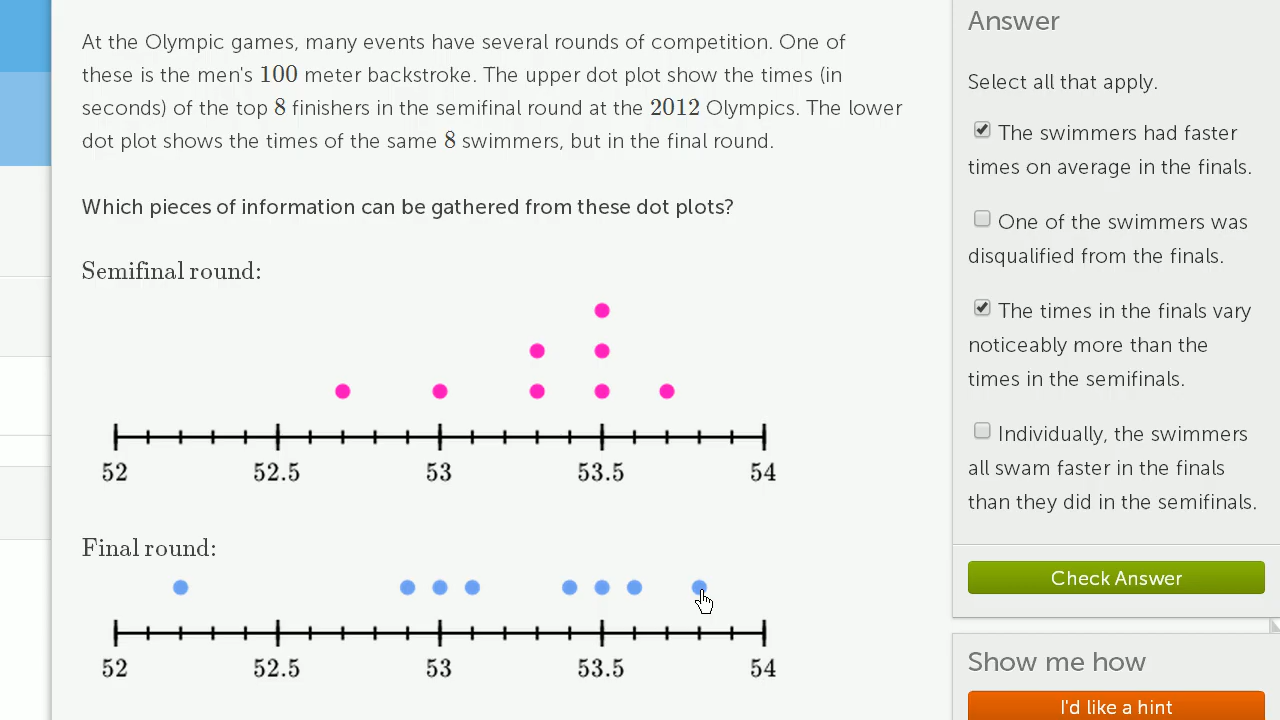 At the Olympic games, many events have several rounds of competition. One of
these is the men's 100 meter backstroke. The upper dot plot show the times (in
seconds) of the top 8 finishers in the semifinal round at the 2012 Olympics. The lower
dot plot shows the times of the same 8 swimmers, but in the final round.
Which pieces of information can be gathered from these dot plots?
Semifinal round:
52 52.5 53 53.5 54
Final round:
52 52.5 53 53.5 54
Answer
Select all that apply.
The swimmers had faster
times on average in the finals.
One of the swimmers was
disqualified from the finals.
The times in the finals vary
noticeably more than the
times in the semifinals.
Individually, the swimmers
all swam faster in the finals
than they did in the semifinals.
Check Answer
Show me how
I'd like a hint